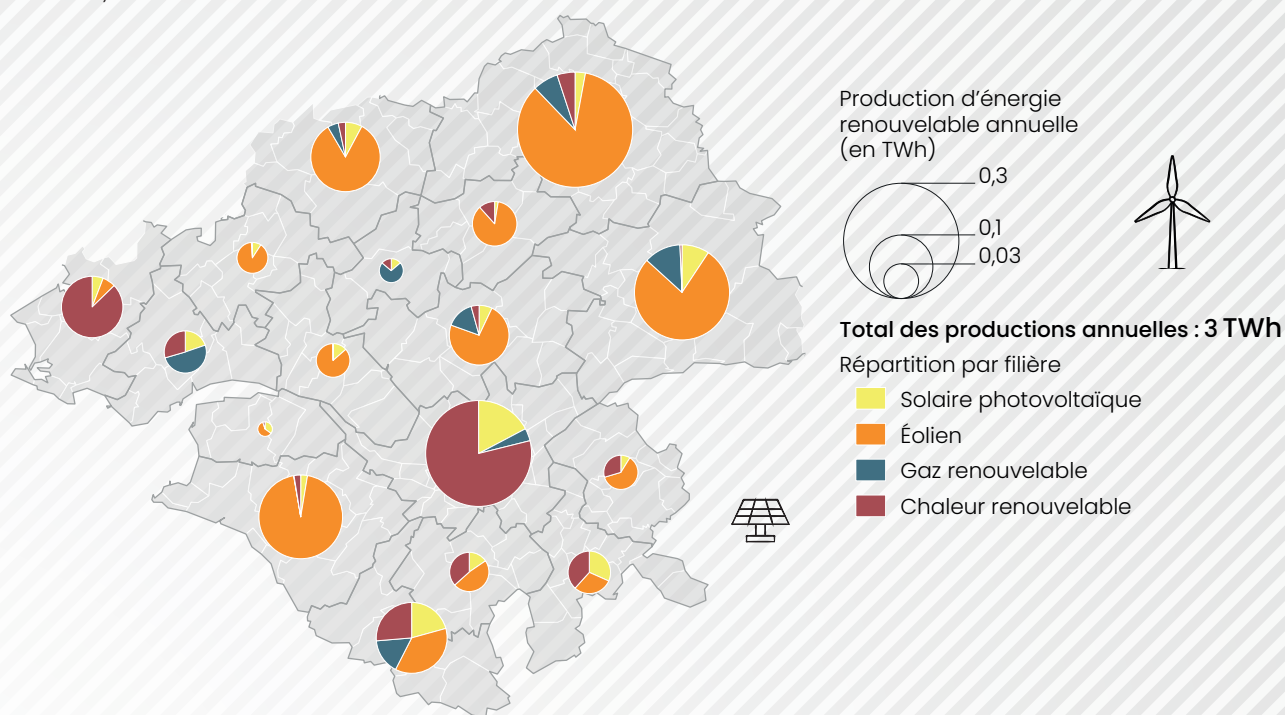 Production d’énergie
renouvelable annuelle
(en TWh)
0,3
0,1
0,03
Total des productions annuelles : 3 TWh
Répartition par filière
Solaire photovoltaïque
Éolien
Gaz renouvelable
Chaleur renouvelable